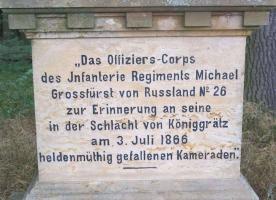 „Das Offiziers-Corps
des Jnfanterie Regiments Michael
Grossfürst von Russland No 26
zur Erinnerung an seine
in der Schlacht von Königgrätz
am 3. Juli 1866
heldenmüthig gefallenen Kameraden.“